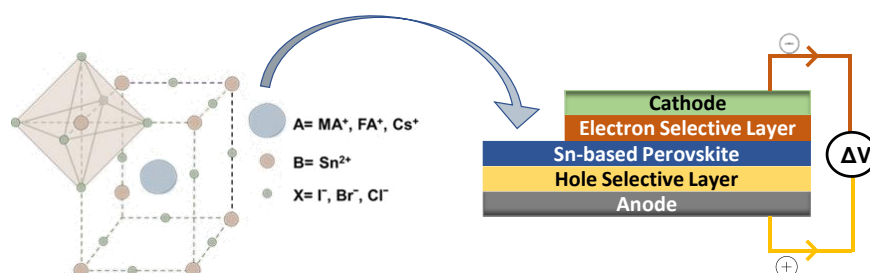 A= MA⁺, FA⁺, Cs⁺
B= Sn²⁺
X= I⁻, Br⁻, Cl⁻
−
Cathode
Electron Selective Layer
Sn-based Perovskite
Hole Selective Layer
Anode
ΔV
+